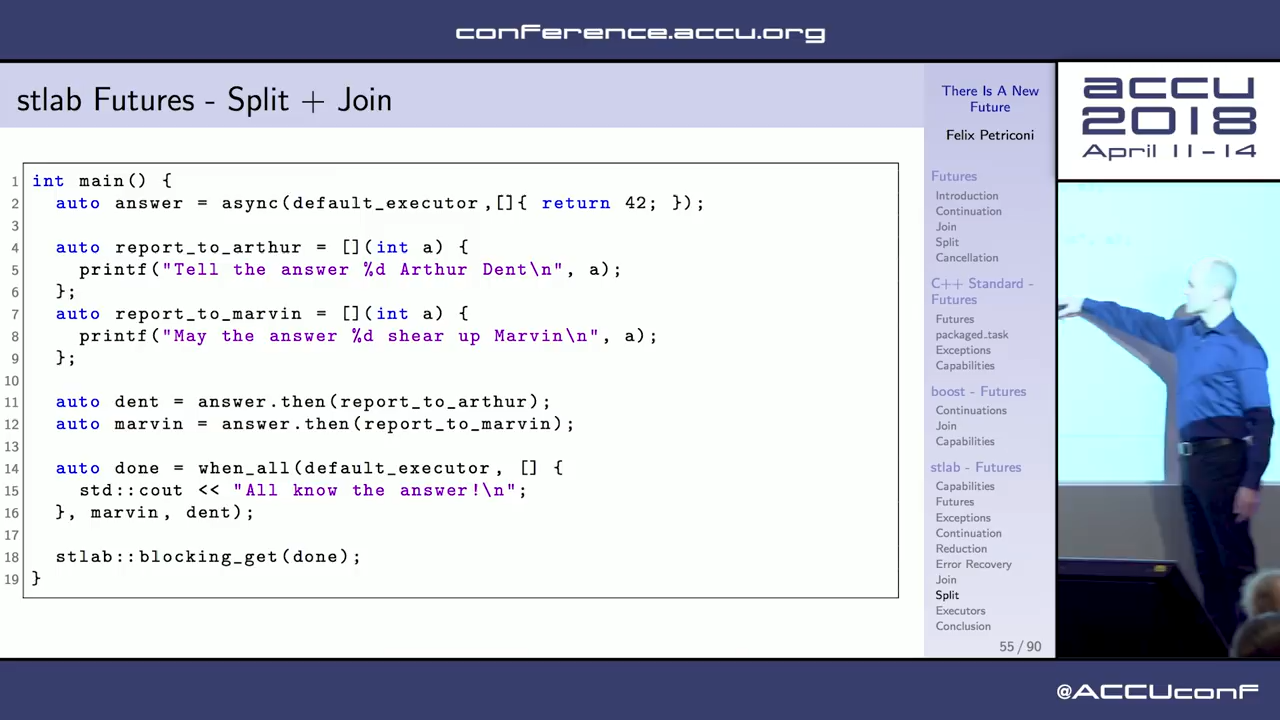 conference.accu.org
stlab Futures - Split + Join
1 int main() {
2 auto answer = async(default_executor,[]{ return 42; });
3
4 auto report_to_arthur = [](int a) {
5 printf("Tell the answer %d Arthur Dent\n", a);
6 };
7 auto report_to_marvin = [](int a) {
8 printf("May the answer %d shear up Marvin\n", a);
9 };
10
11 auto dent = answer.then(report_to_arthur);
12 auto marvin = answer.then(report_to_marvin);
13
14 auto done = when_all(default_executor, [] {
15 std::cout << "All know the answer!\n";
16 }, marvin, dent);
17
18 stlab::blocking_get(done);
19 }
There Is A New
Future
Felix Petriconi
Futures
Introduction
Continuation
Join
Split
Cancellation
C++ Standard -
Futures
Futures
packaged_task
Exceptions
Capabilities
boost - Futures
Continuations
Join
Capabilities
stlab - Futures
Capabilities
Futures
Exceptions
Continuation
Reduction
Error Recovery
Join
Split
Executors
Conclusion
55 / 90
accu
2018
April 11-14
@ACCUconf